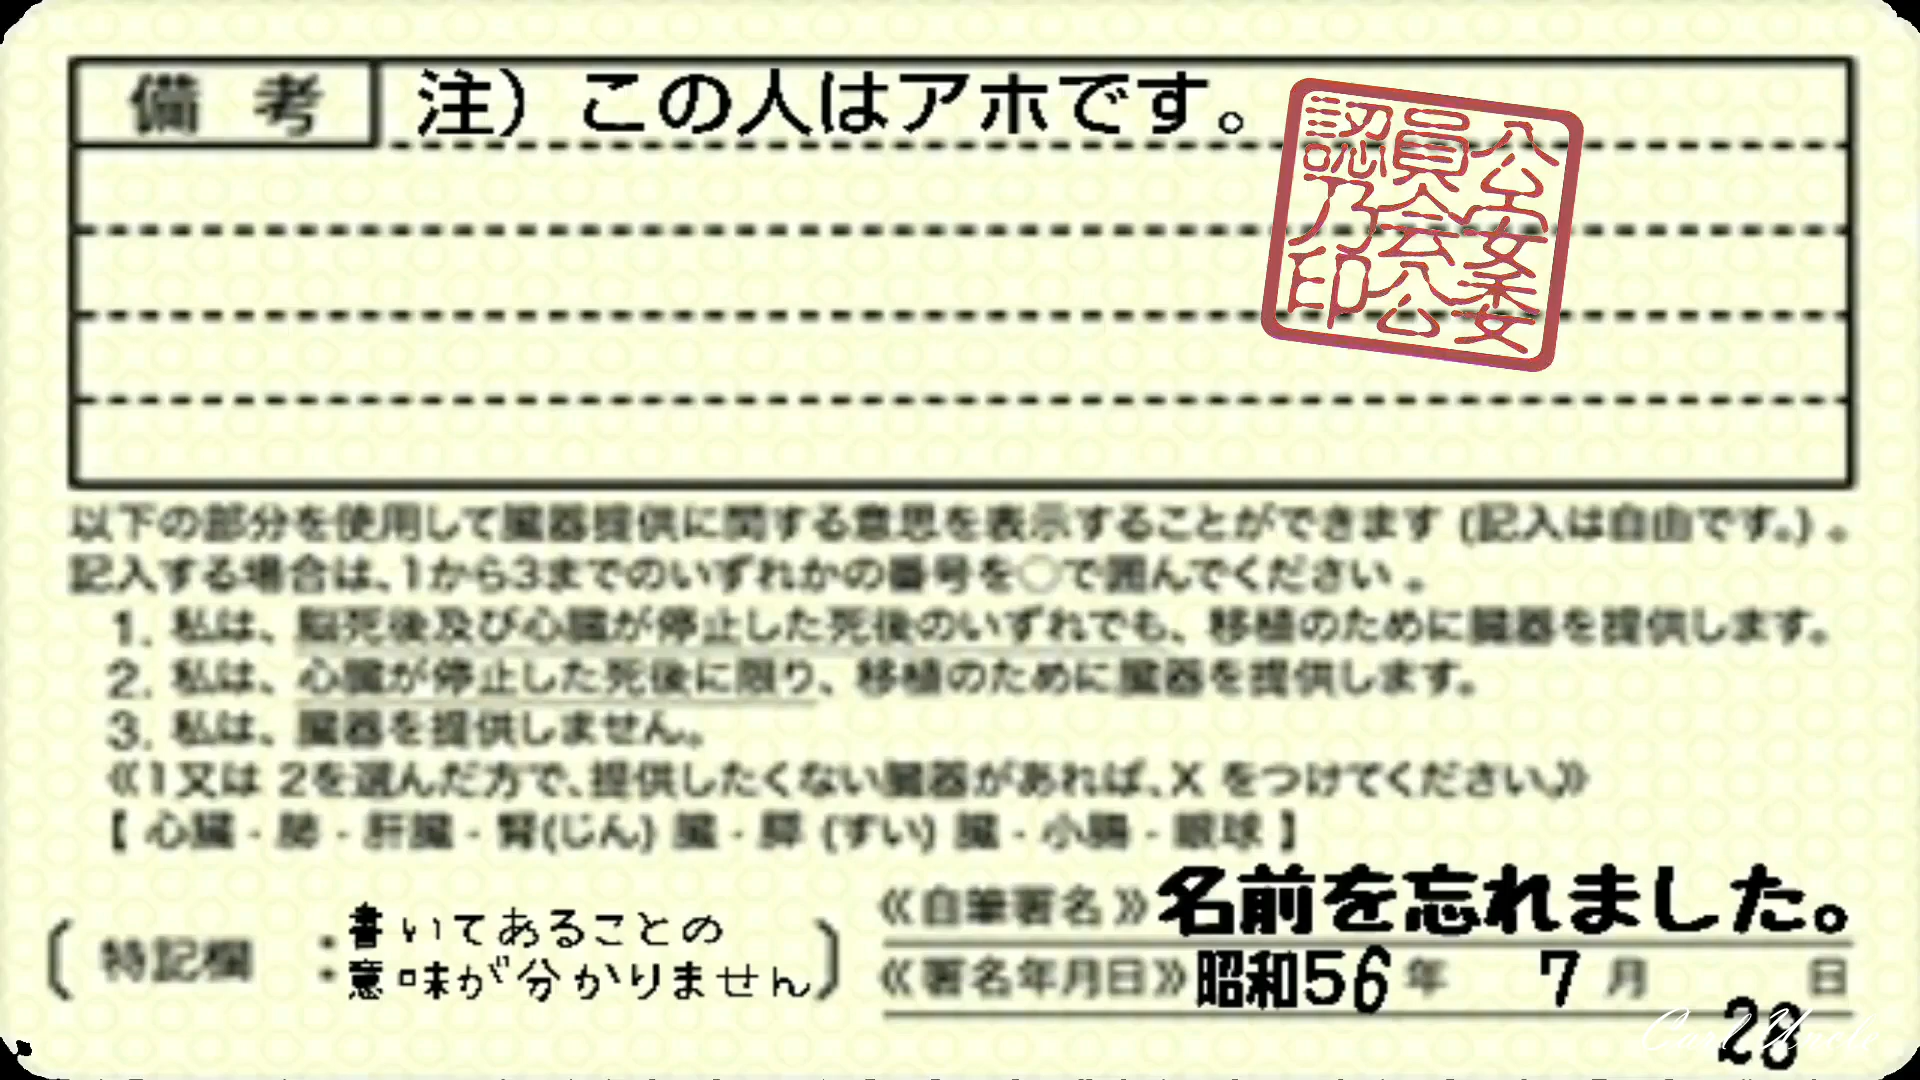 備考 注）この人はアホです。
公安委
員会公
認乃印
以下の部分を使用して臓器提供に関する意思を表示することができます (記入は自由です。) 。
記入する場合は、1から3までのいずれかの番号を○で囲んでください 。
1. 私は、脳死後及び心臓が停止した死後のいずれでも、移植のために臓器を提供します。
2. 私は、心臓が停止した死後に限り、移植のために臓器を提供します。
3. 私は、臓器を提供しません。
《1又は 2を選んだ方で、提供したくない臓器があれば、X をつけてください。》
【 心臓 - 肺 - 肝臓 - 腎(じん) 臓 - 膵 (すい) 臓 - 小腸 - 眼球 】
〔 特記欄 : 書いてあることの
意味が分かりません 〕
《自筆署名》名前を忘れました。
《署名年月日》昭和56年 7月 28日